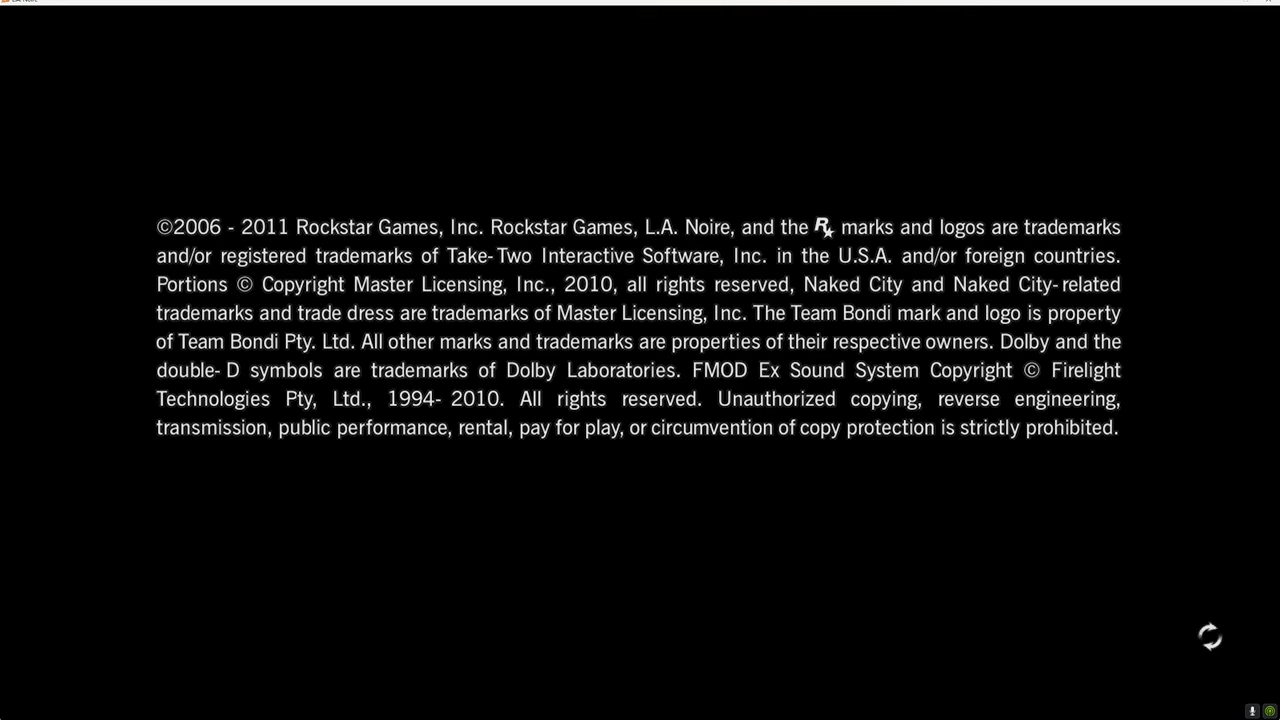 ©2006 - 2011 Rockstar Games, Inc. Rockstar Games, L.A. Noire, and the R★ marks and logos are trademarks
and/or registered trademarks of Take-Two Interactive Software, Inc. in the U.S.A. and/or foreign countries.
Portions © Copyright Master Licensing, Inc., 2010, all rights reserved, Naked City and Naked City-related
trademarks and trade dress are trademarks of Master Licensing, Inc. The Team Bondi mark and logo is property
of Team Bondi Pty. Ltd. All other marks and trademarks are properties of their respective owners. Dolby and the
double-D symbols are trademarks of Dolby Laboratories. FMOD Ex Sound System Copyright © Firelight
Technologies Pty, Ltd., 1994-2010. All rights reserved. Unauthorized copying, reverse engineering,
transmission, public performance, rental, pay for play, or circumvention of copy protection is strictly prohibited.